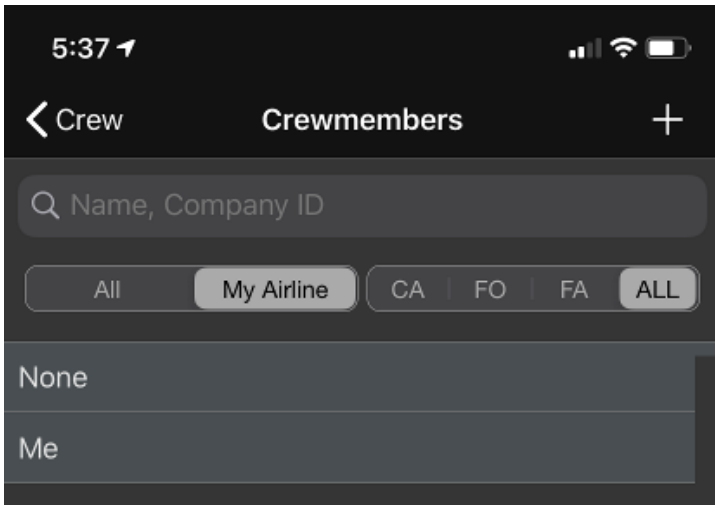 5:37
Crew Crewmembers +
Name, Company ID
All My Airline CA FO FA ALL
None
Me